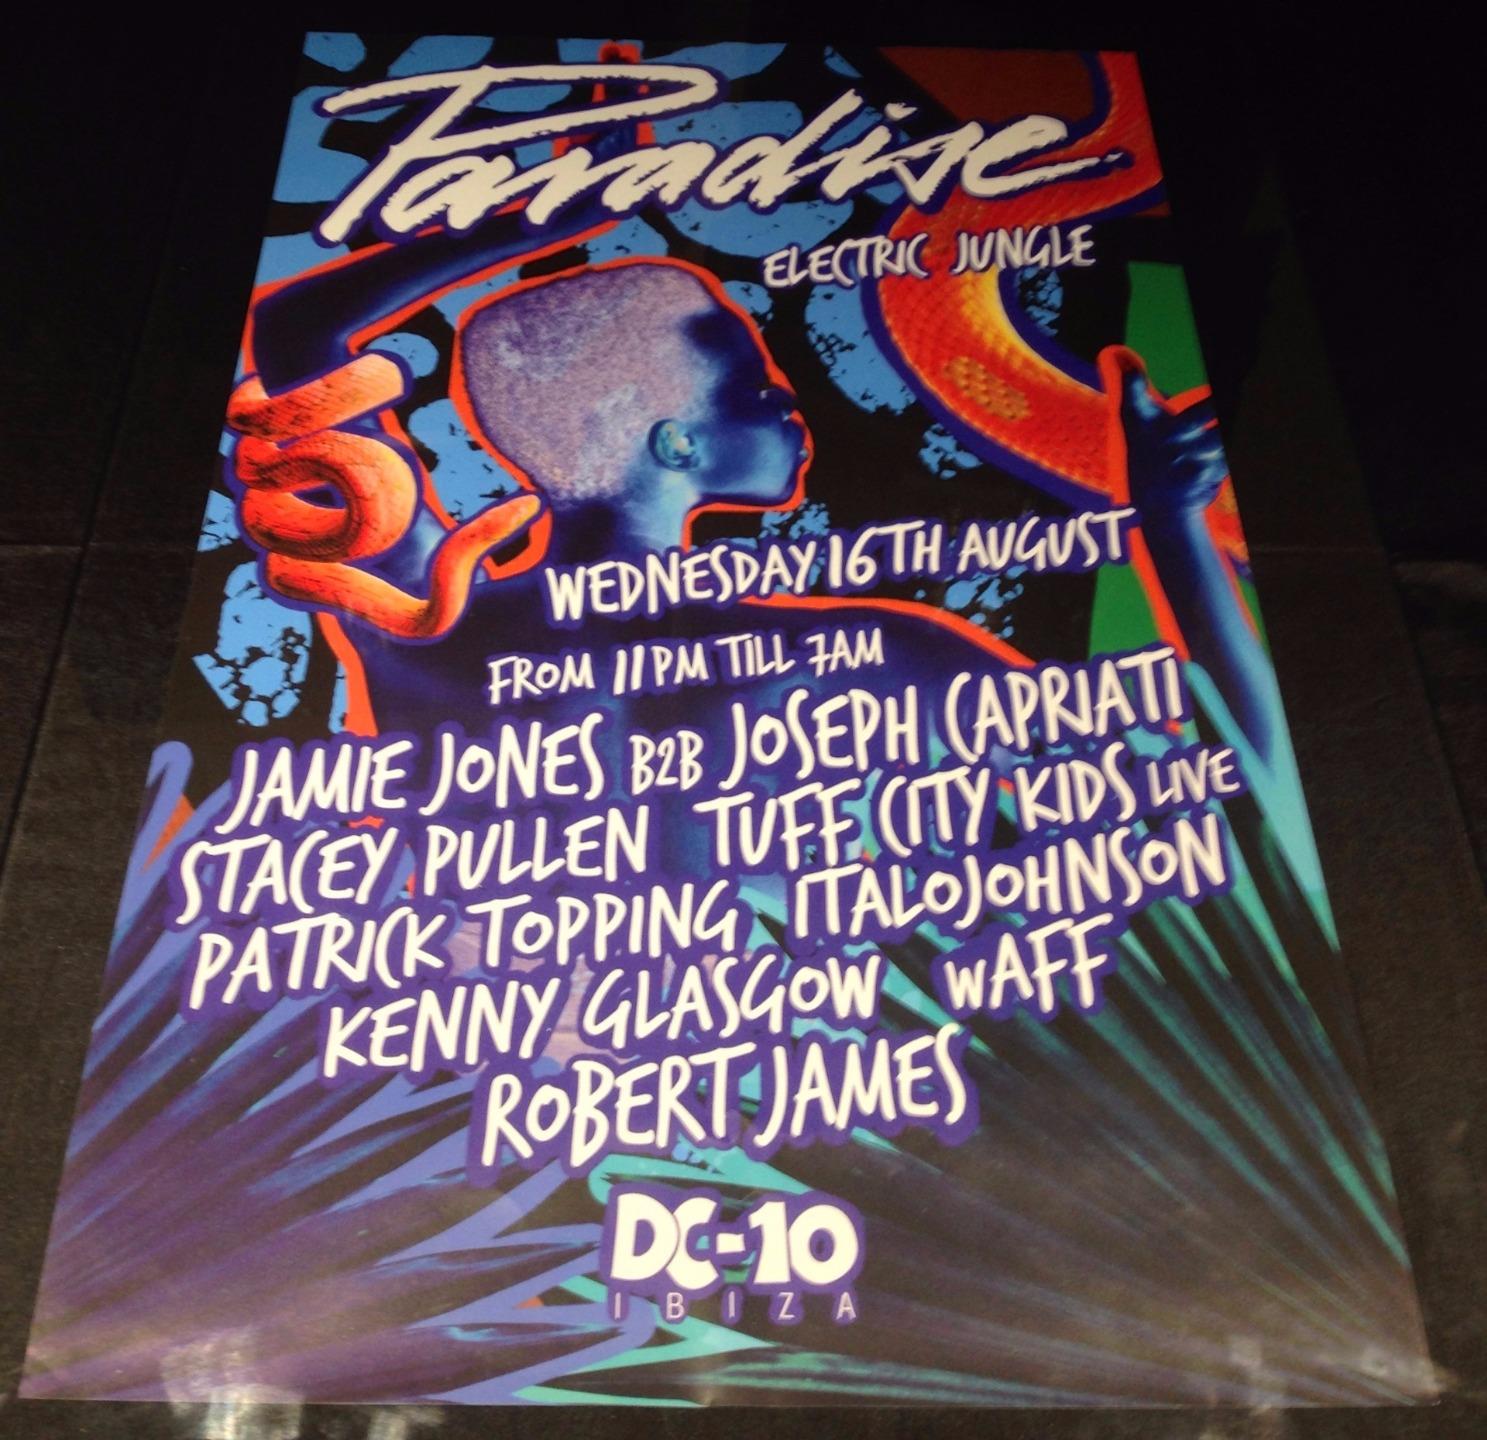 Paradise
ELECTRIC JUNGLE
WEDNESDAY 16TH AUGUST
FROM 11PM TILL 7AM
JAMIE JONES B2B JOSEPH CAPRIATI
STACEY PULLEN TUFF CITY KIDS LIVE
PATRICK TOPPING ITALOJOHNSON
KENNY GLASGOW wAFF
ROBERT JAMES
DC-10
IBIZA